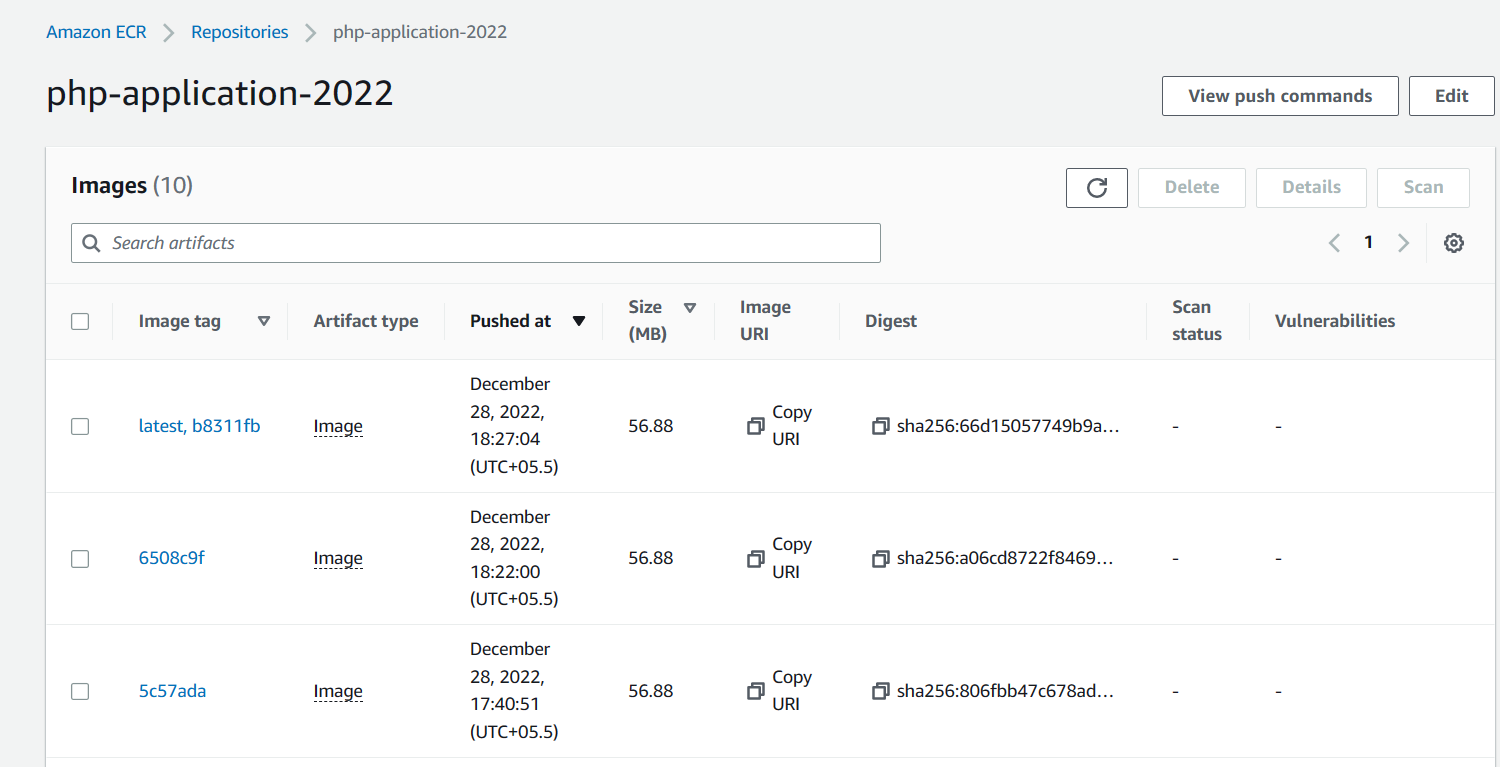 Amazon ECR > Repositories > php-application-2022
php-application-2022
View push commands
Edit
Images (10)
Delete
Details
Scan
Search artifacts
1
Image tag
Artifact type
Pushed at
Size (MB)
Image URI
Digest
Scan status
Vulnerabilities
latest, b8311fb
Image
December
28, 2022,
18:27:04
(UTC+05.5)
56.88
Copy
URI
sha256:66d15057749b9a...
-
-
6508c9f
Image
December
28, 2022,
18:22:00
(UTC+05.5)
56.88
Copy
URI
sha256:a06cd8722f8469...
-
-
5c57ada
Image
December
28, 2022,
17:40:51
(UTC+05.5)
56.88
Copy
URI
sha256:806fbb47c678ad...
-
-